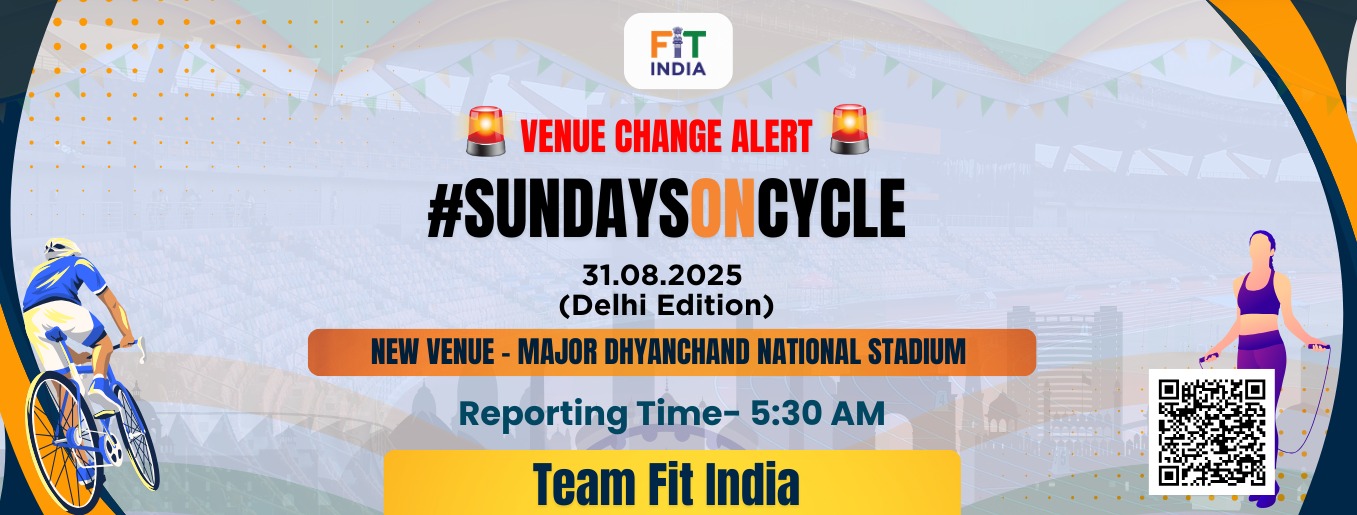 FIT
INDIA
VENUE CHANGE ALERT
#SUNDAYSONCYCLE
31.08.2025
(Delhi Edition)
NEW VENUE - MAJOR DHYANCHAND NATIONAL STADIUM
Reporting Time- 5:30 AM
Team Fit India